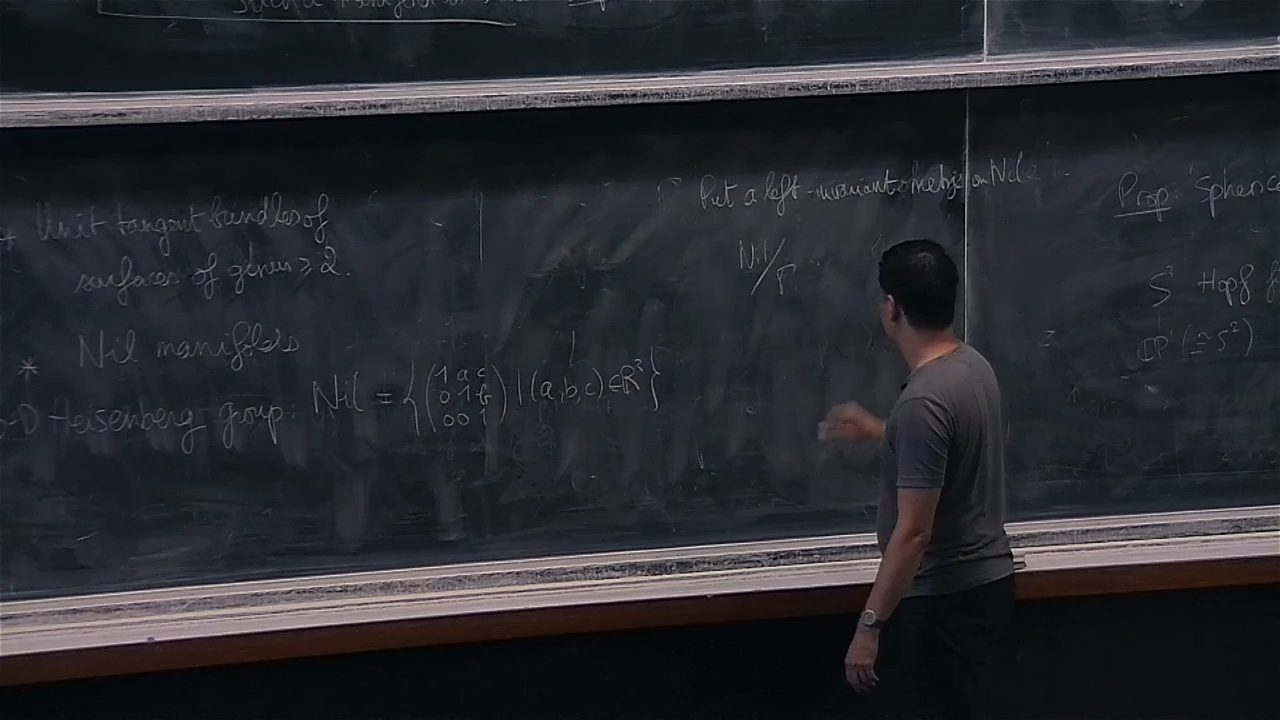 such a
* Unit tangent bundles of
surfaces of genus ≥ 2.
* Nil manifolds
3-D Heisenberg group: Nil = { ( 1 a c
0 1 b
0 0 1 ) | (a,b,c) ∈ ℝ³ }
Put a left-invariant metric on Nil
Nil/Γ
Prop:
S³ Hopf
ℂP¹ (≃ S²)